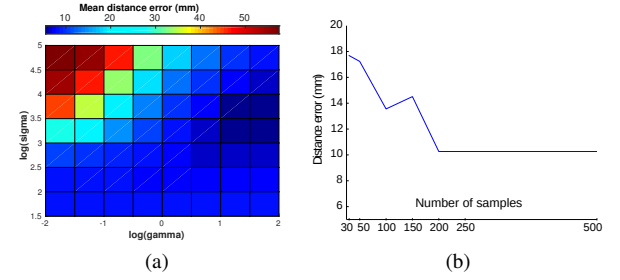 Mean distance error (mm)
10 20 30 40 50
log(sigma)
5
4.5
4
3.5
3
2.5
2
1.5
-2 -1 0 1 2
log(gamma)
(a)
Distance error (mm)
20
18
16
14
12
10
8
6
Number of samples
30 50 100 150 200 250 500
(b)